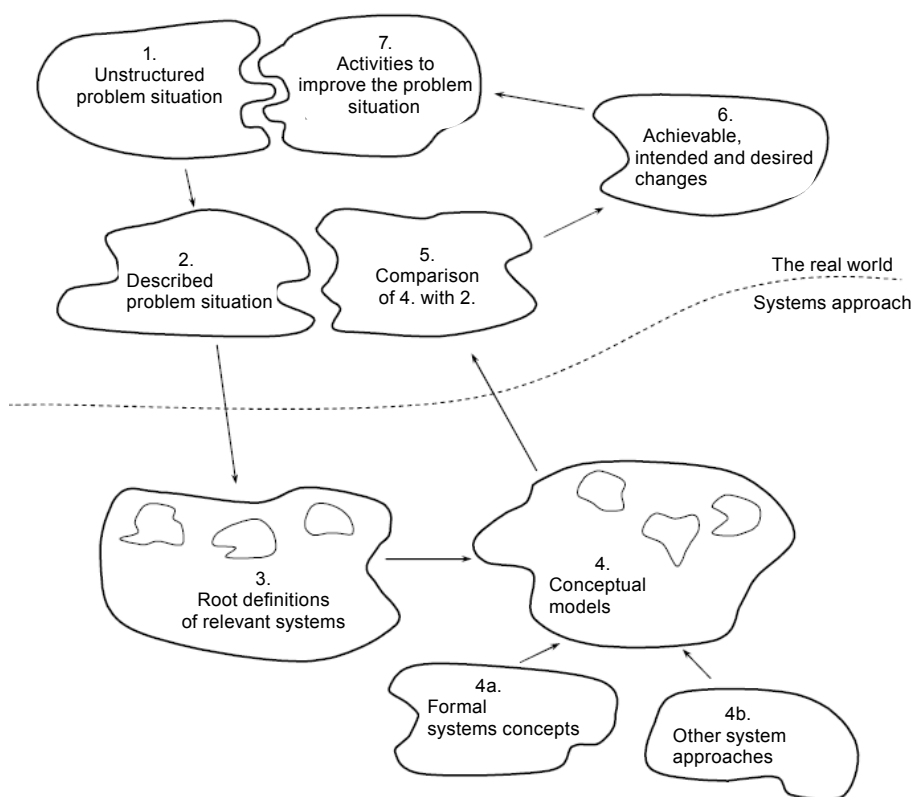 1.
Unstructured
problem situation
7.
Activities to
improve the problem
situation
6.
Achievable,
intended and desired
changes
2.
Described
problem situation
5.
Comparison
of 4. with 2.
The real world
Systems approach
3.
Root definitions
of relevant systems
4.
Conceptual
models
4a.
Formal
systems concepts
4b.
Other system
approaches